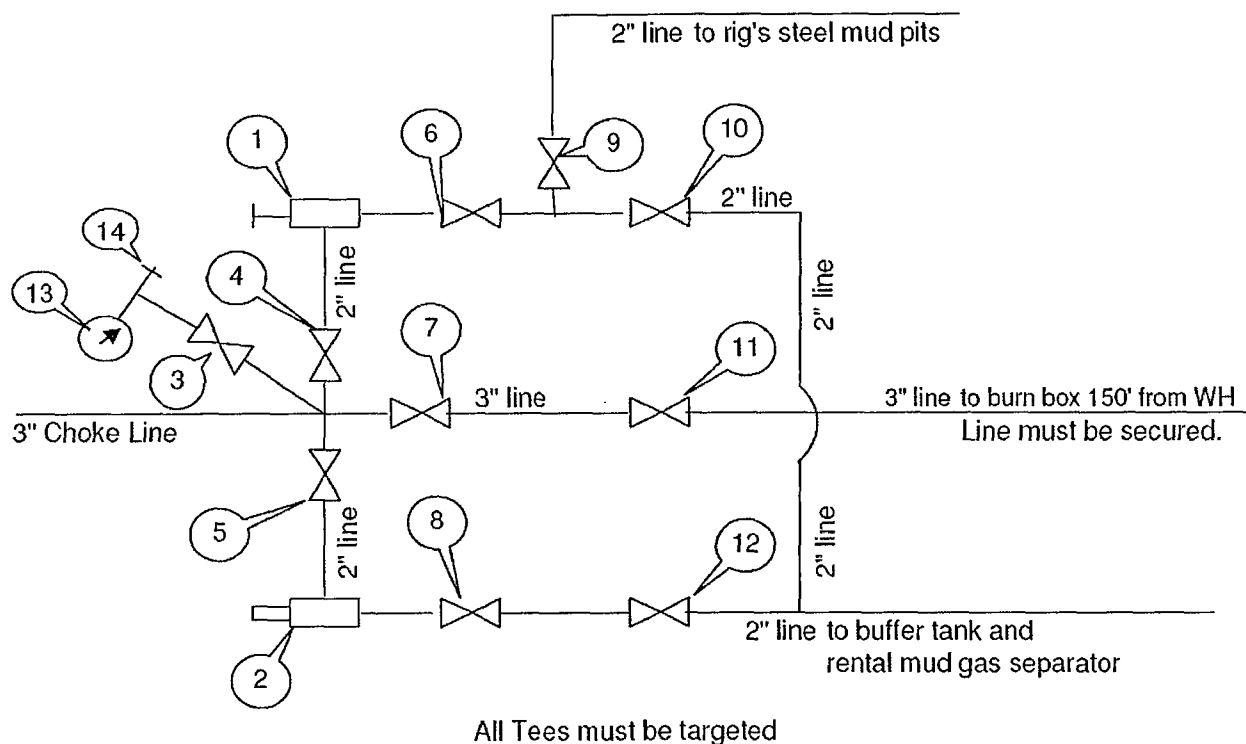 2" line to rig's steel mud pits
1
6
9
10
2" line
14
4
2" line
2" line
13
7
11
3
3" line
3" line to burn box 150' from WH
3" Choke Line
Line must be secured.
5
8
12
2" line
2" line
2" line to buffer tank and
rental mud gas separator
2
All Tees must be targeted